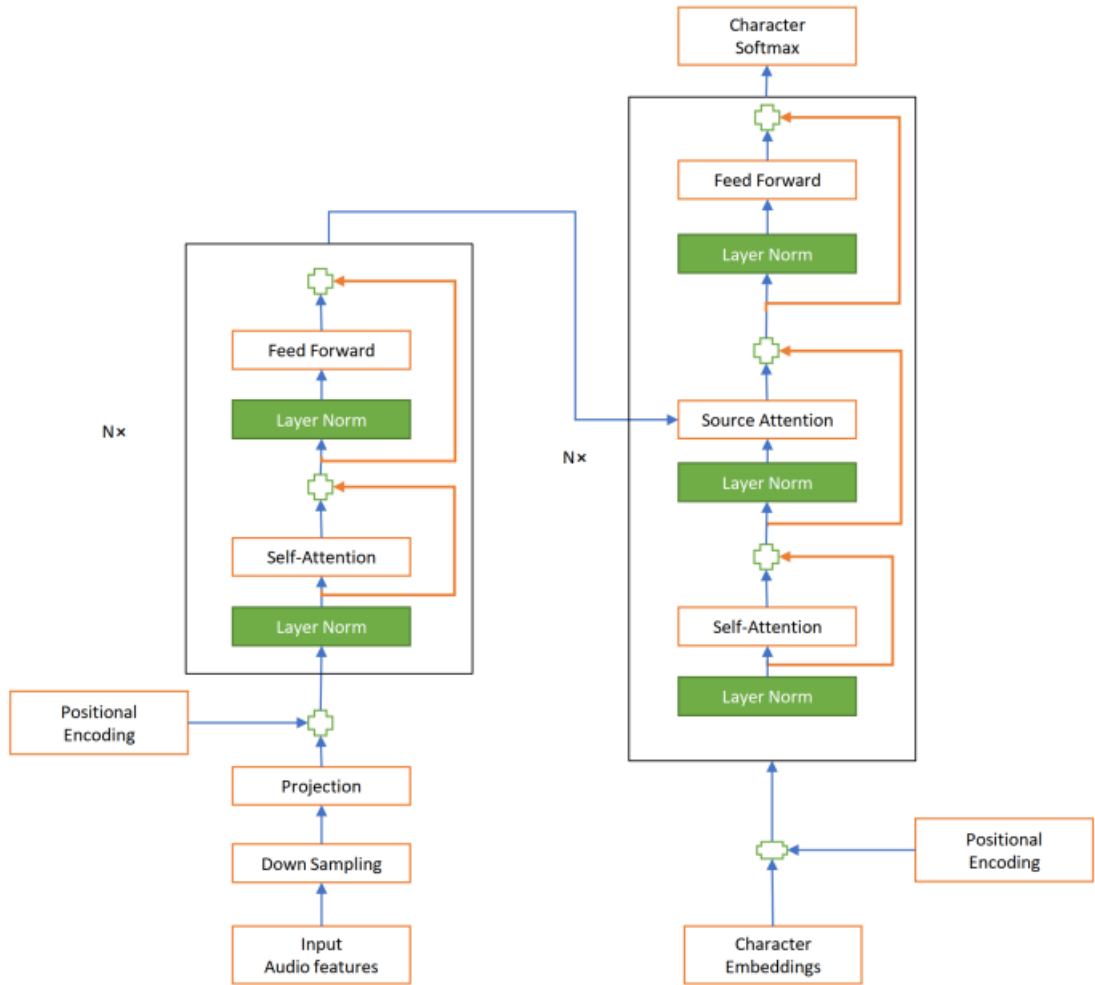 Character
Softmax
Feed Forward
Layer Norm
Source Attention
Layer Norm
Self-Attention
Layer Norm
N×
Positional
Encoding
Character
Embeddings
Feed Forward
Layer Norm
N×
Self-Attention
Layer Norm
Positional
Encoding
Projection
Down Sampling
Input
Audio features